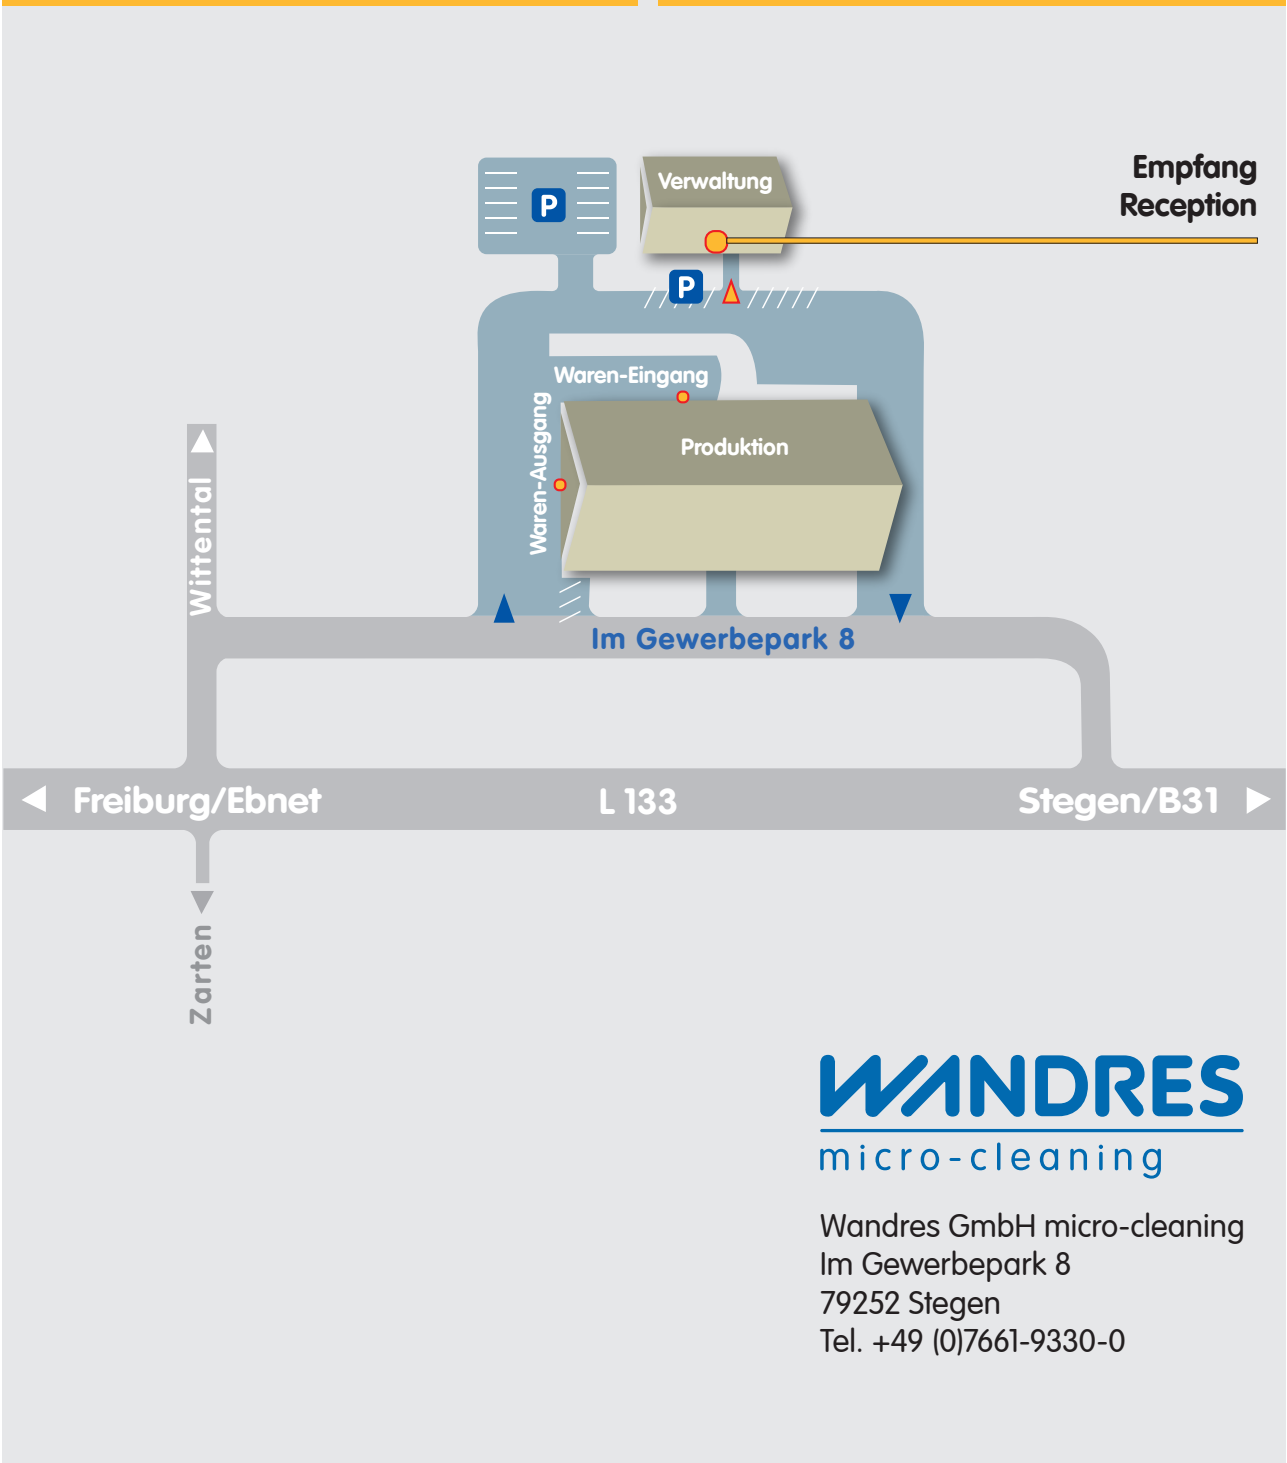 Empfang
Reception
Verwaltung
P
P
Waren-Eingang
Waren-Ausgang
Produktion
Wittental
Im Gewerbepark 8
Freiburg/Ebnet
L 133
Stegen/B31
Zarten
WANDRES
micro-cleaning
Wandres GmbH micro-cleaning
Im Gewerbepark 8
79252 Stegen
Tel. +49 (0)7661-9330-0